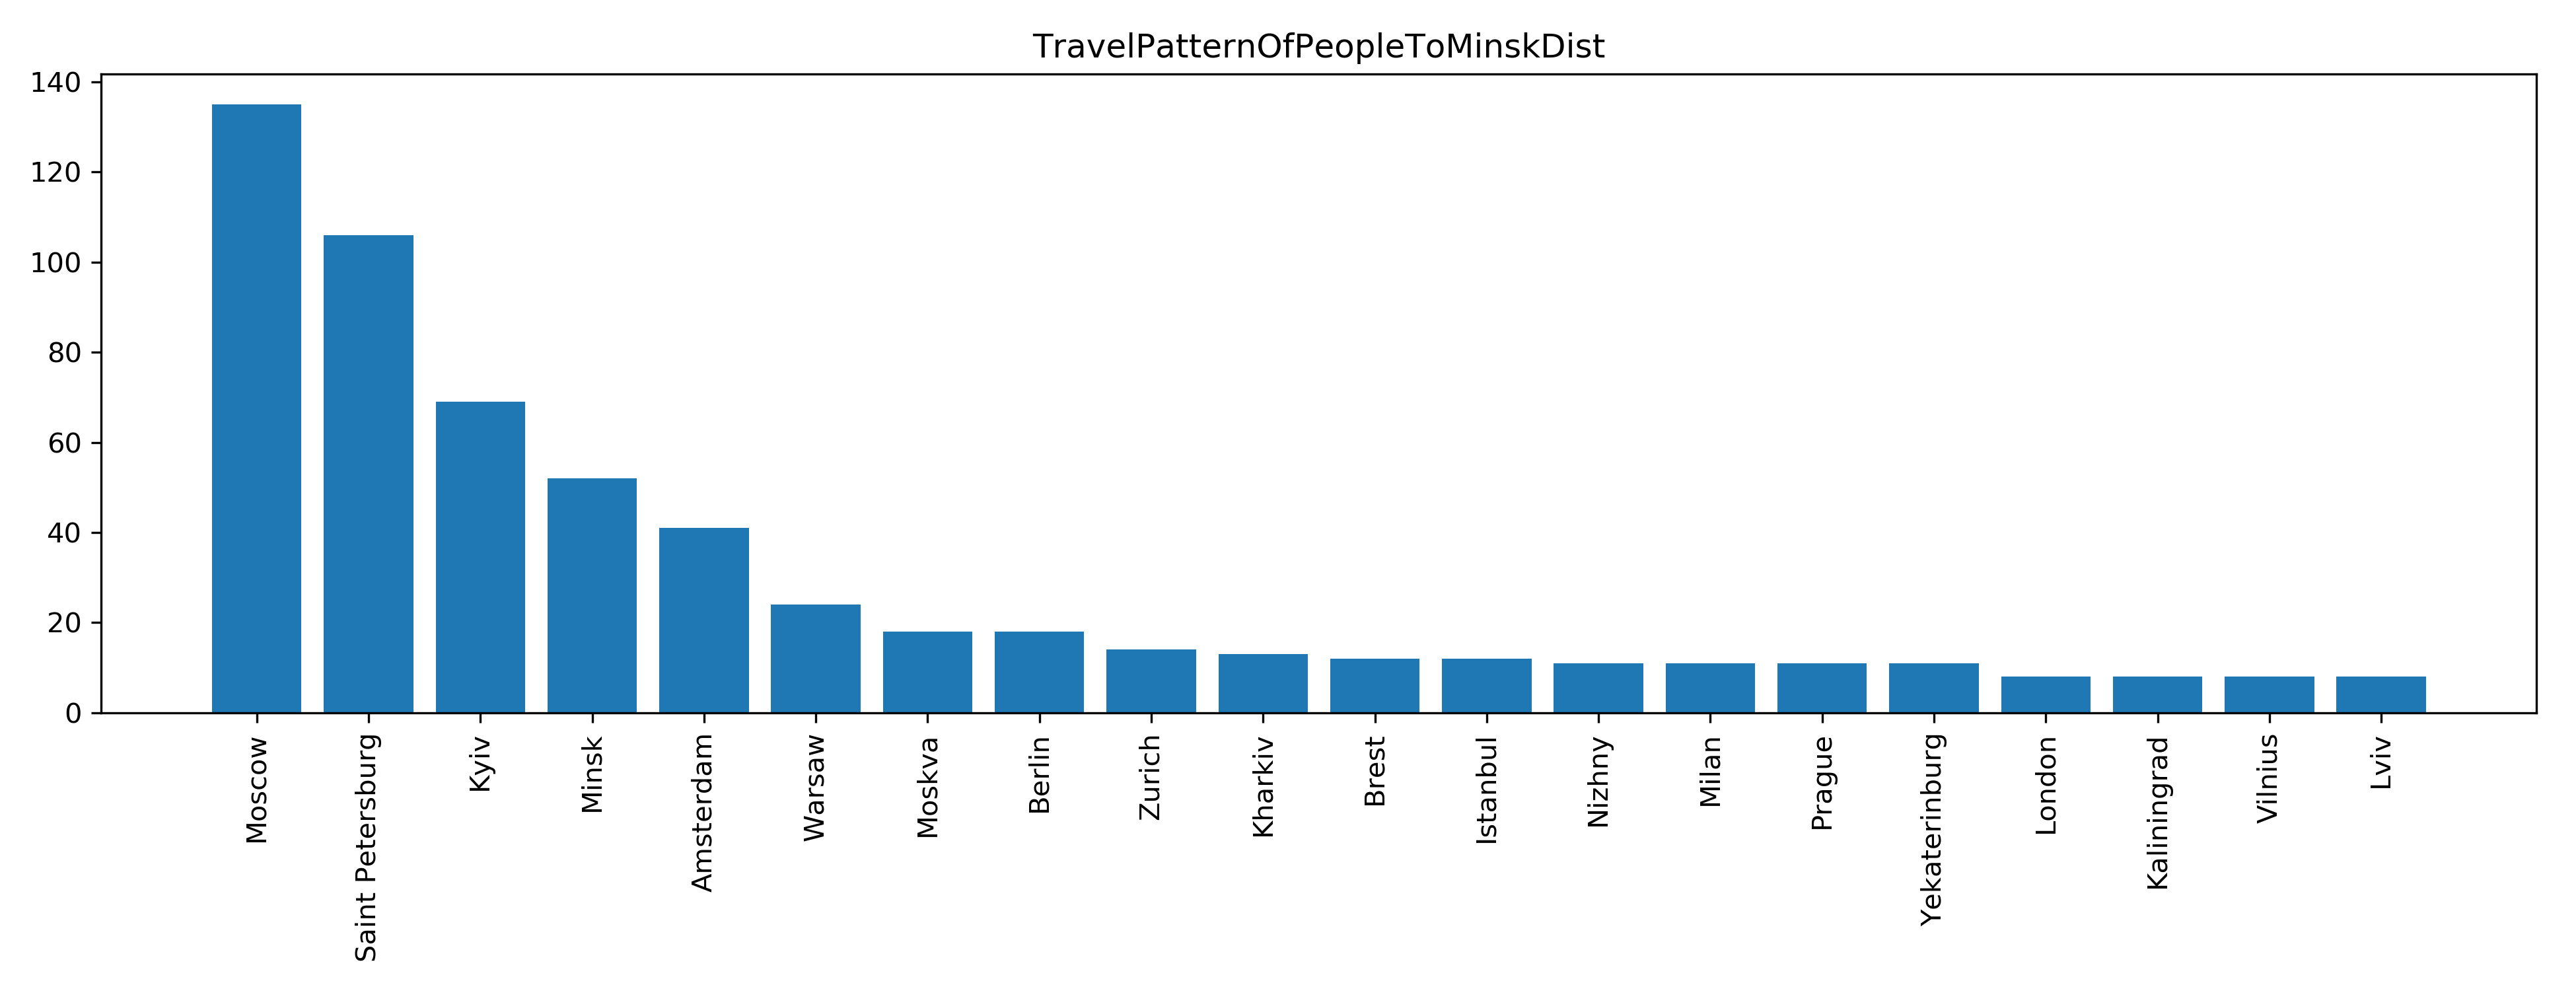 TravelPatternOfPeopleToMinskDist
140
120
100
80
60
40
20
0
Moscow
Saint Petersburg
Kyiv
Minsk
Amsterdam
Warsaw
Moskva
Berlin
Zurich
Kharkiv
Brest
Istanbul
Nizhny
Milan
Prague
Yekaterinburg
London
Kaliningrad
Vilnius
Lviv